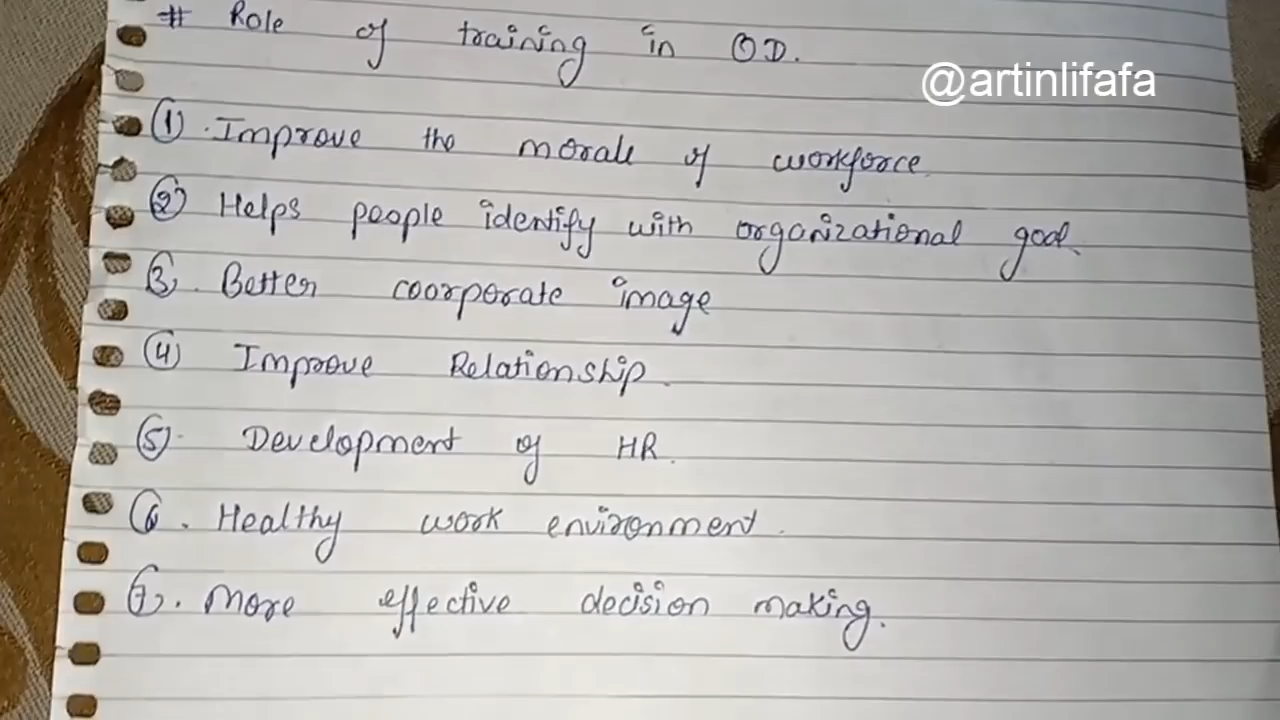 # Role of training in OD.
@artinlifafa
(1) . Improve the morale of workforce.
(2) Helps people identify with organizational goal.
(3) . Better coorporate image
(4) Improve Relationship.
(5) Development of HR.
(6) . Healthy work environment.
(7) . More effective decision making.